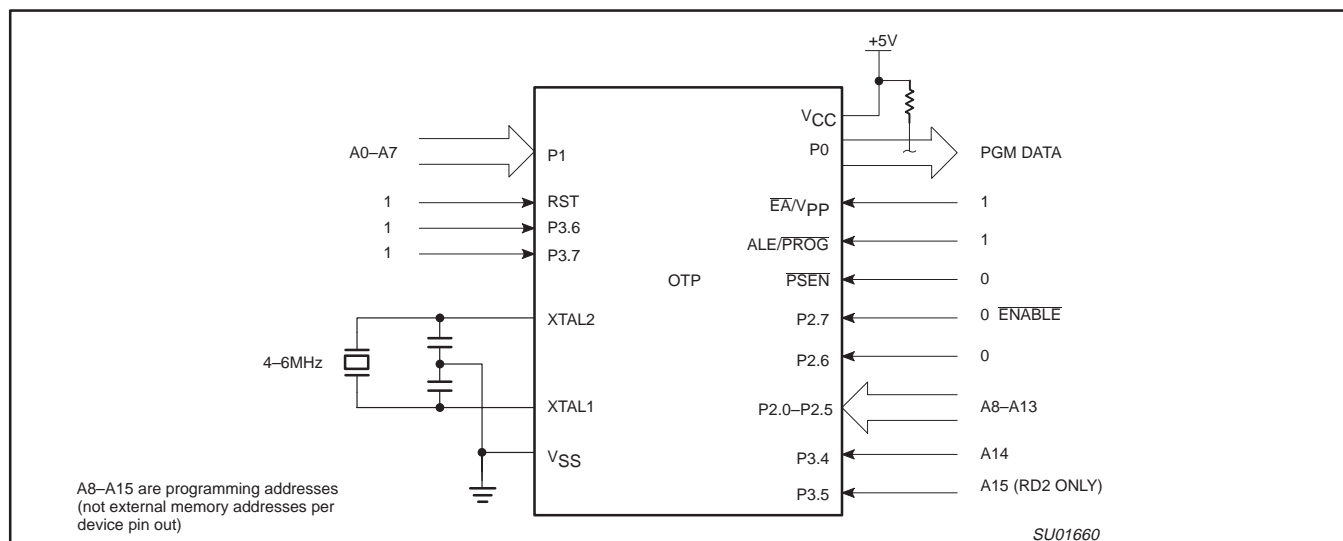 +5V
VCC
A0–A7
P1
P0
PGM DATA
1
RST
EA/VPP
1
1
P3.6
ALE/PROG
1
1
P3.7
OTP
PSEN
0
XTAL2
P2.7
0 ENABLE
4–6MHz
P2.6
0
XTAL1
P2.0–P2.5
A8–A13
VSS
P3.4
A14
P3.5
A15 (RD2 ONLY)
A8–A15 are programming addresses
(not external memory addresses per
device pin out)
SU01660